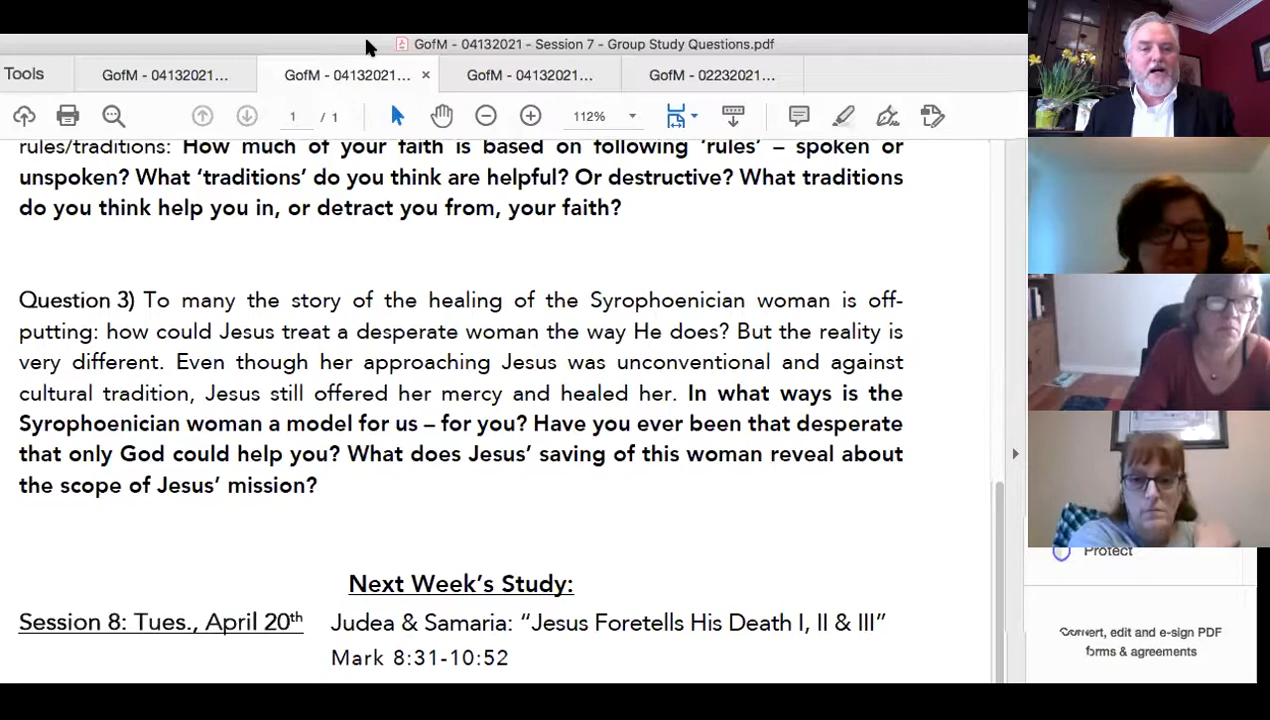 GofM - 04132021 - Session 7 - Group Study Questions.pdf
Tools
GofM - 04132021...
GofM - 04132021... ×
GofM - 04132021...
GofM - 02232021...
1 / 1
112%
rules/traditions: How much of your faith is based on following ‘rules’ – spoken or
unspoken? What ‘traditions’ do you think are helpful? Or destructive? What traditions
do you think help you in, or detract you from, your faith?
Question 3) To many the story of the healing of the Syrophoenician woman is off-
putting: how could Jesus treat a desperate woman the way He does? But the reality is
very different. Even though her approaching Jesus was unconventional and against
cultural tradition, Jesus still offered her mercy and healed her. In what ways is the
Syrophoenician woman a model for us – for you? Have you ever been that desperate
that only God could help you? What does Jesus’ saving of this woman reveal about
the scope of Jesus’ mission?
Next Week’s Study:
Session 8: Tues., April 20th Judea & Samaria: “Jesus Foretells His Death I, II & III”
Mark 8:31-10:52
Protect
Convert, edit and e-sign PDF
forms & agreements